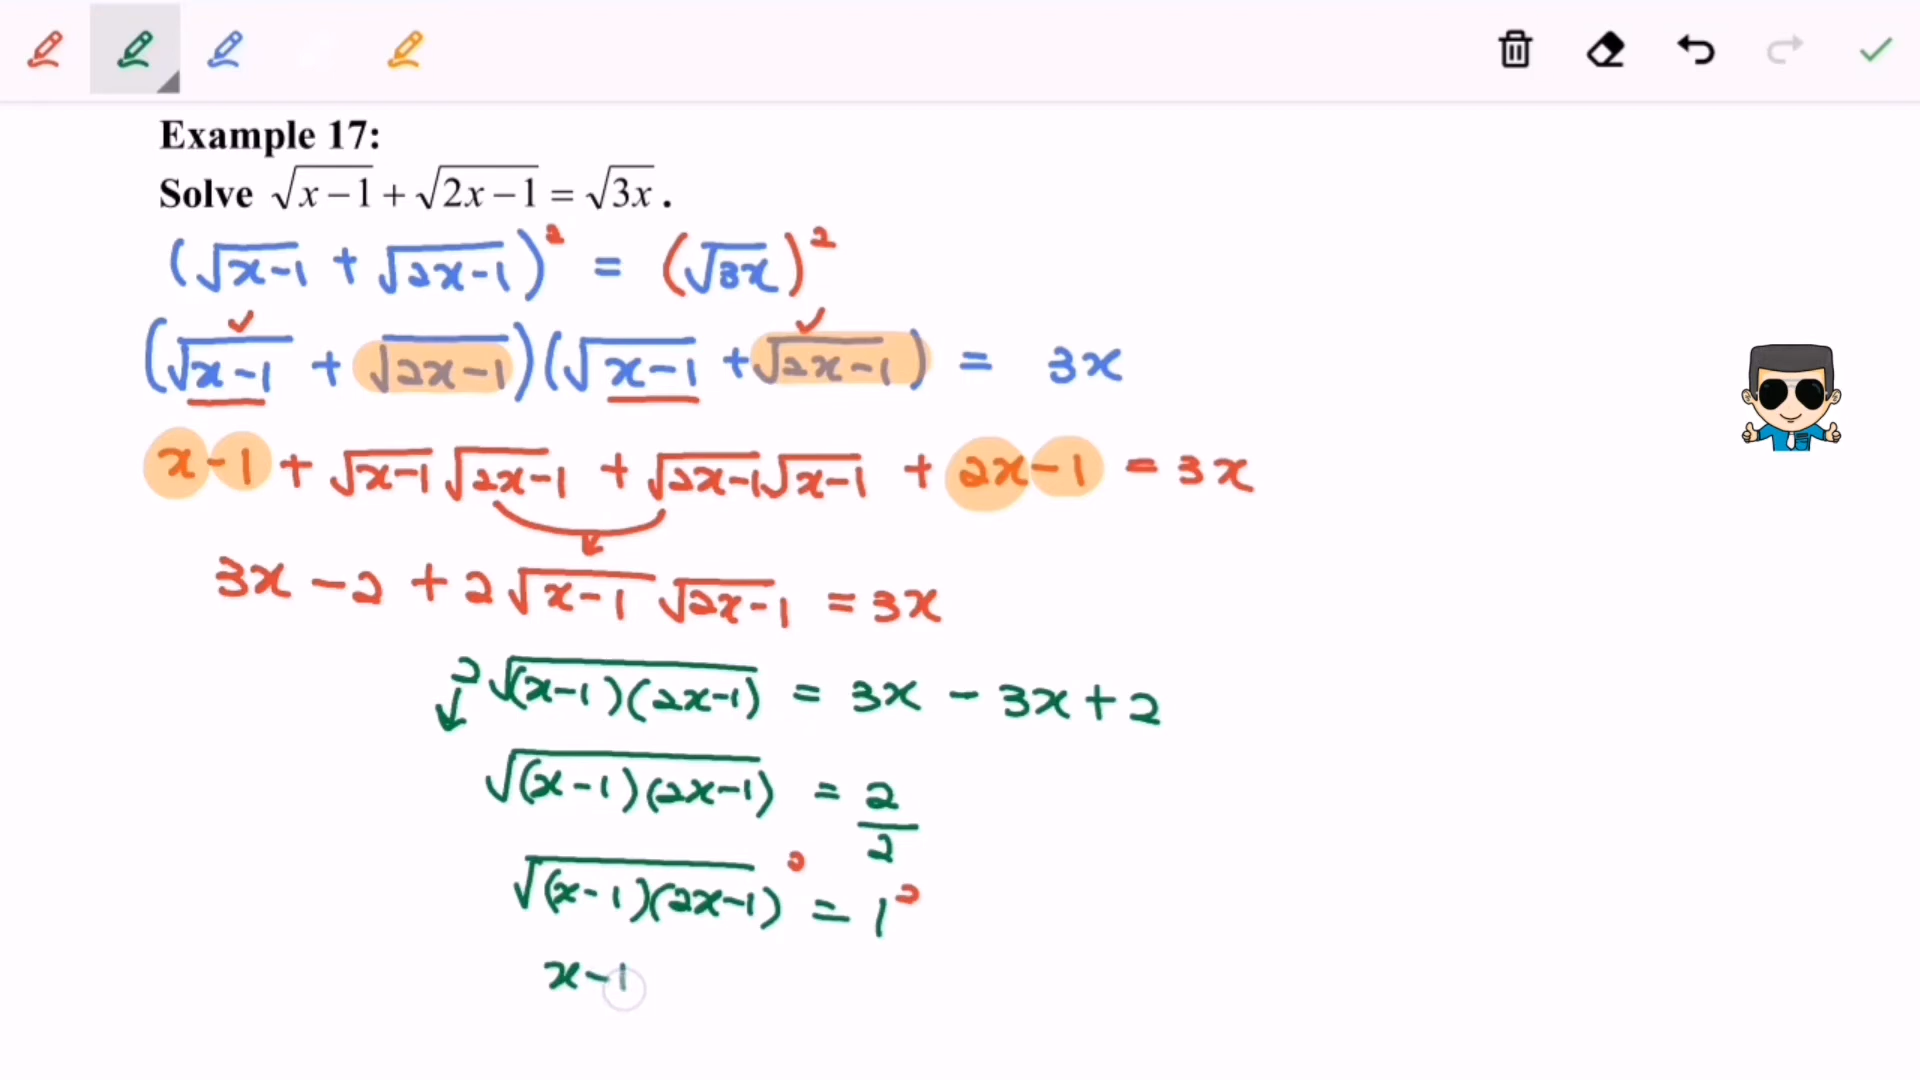 Example 17:
Solve √(x−1) + √(2x−1) = √(3x).
(√(x−1) + √(2x−1))² = (√(3x))²
(√(x−1) + √(2x−1))(√(x−1) + √(2x−1)) = 3x
x−1 + √(x−1)√(2x−1) + √(2x−1)√(x−1) + 2x−1 = 3x
3x − 2 + 2√(x−1)√(2x−1) = 3x
2√((x−1)(2x−1)) = 3x − 3x + 2
√((x−1)(2x−1)) = 2/2
√((x−1)(2x−1))² = 1²
x−1